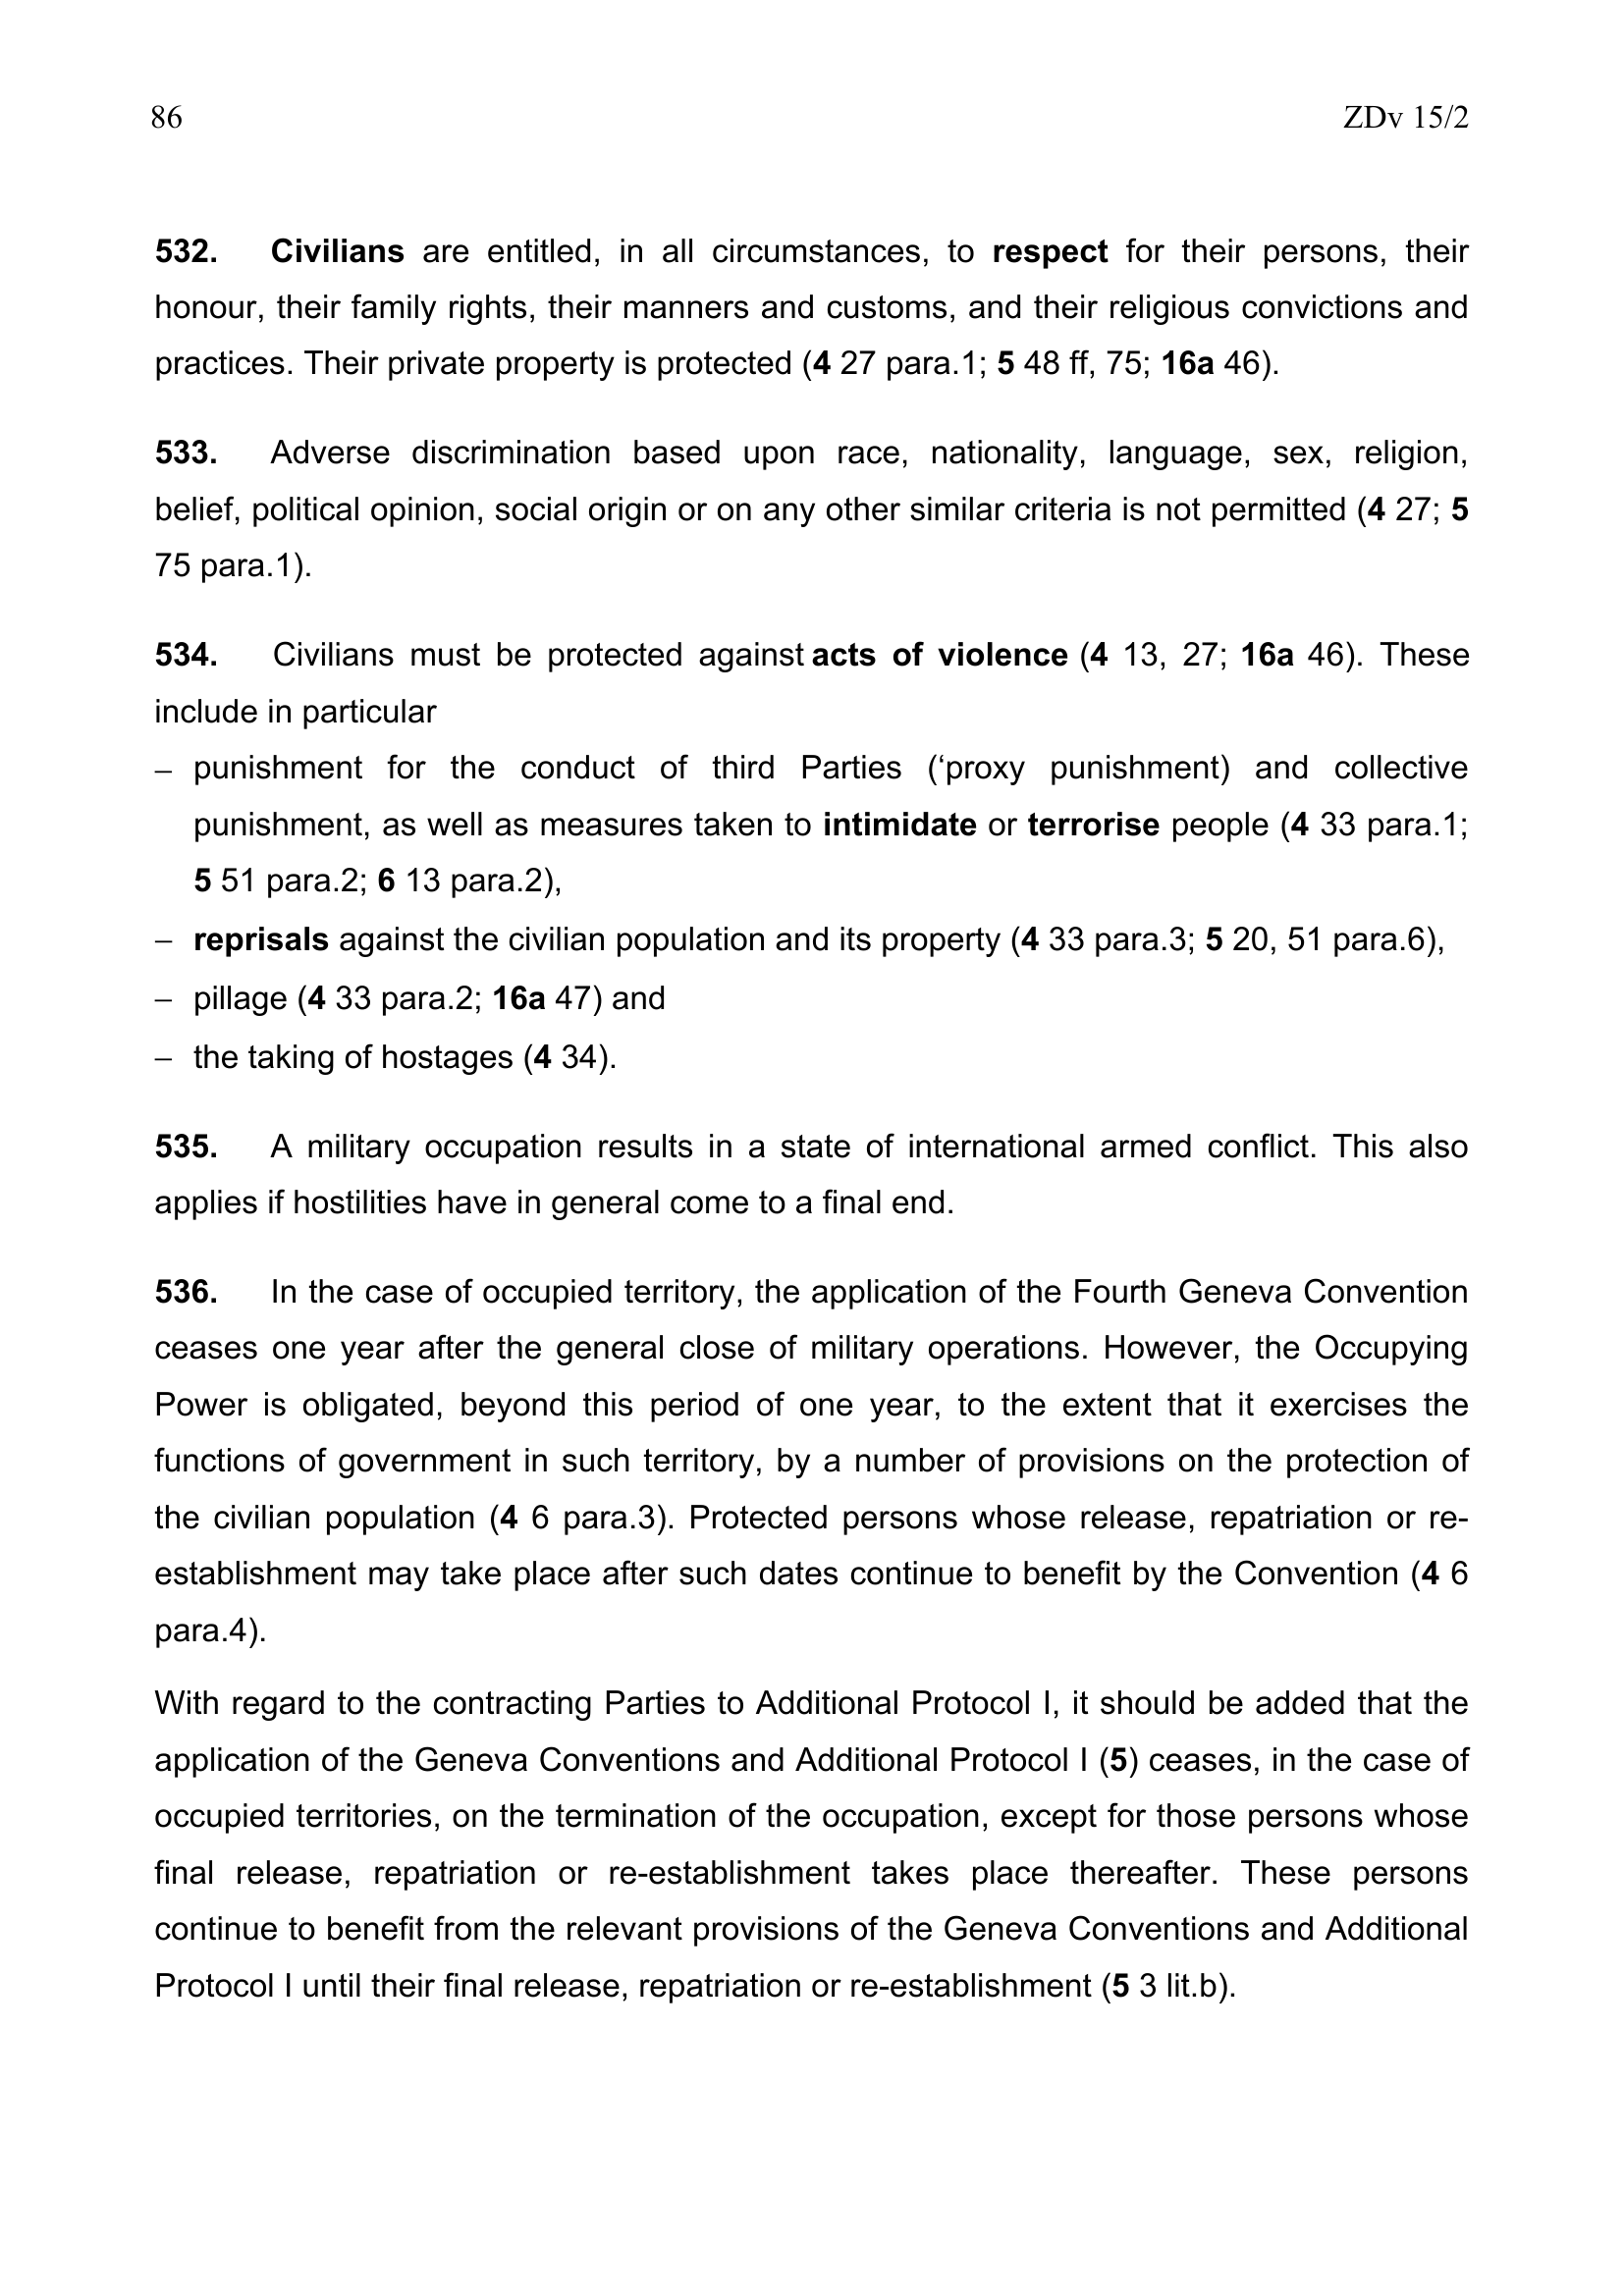 86 ZDv 15/2
532. Civilians are entitled, in all circumstances, to respect for their persons, their
honour, their family rights, their manners and customs, and their religious convictions and
practices. Their private property is protected (4 27 para.1; 5 48 ff, 75; 16a 46).
533. Adverse discrimination based upon race, nationality, language, sex, religion,
belief, political opinion, social origin or on any other similar criteria is not permitted (4 27; 5
75 para.1).
534. Civilians must be protected against acts of violence (4 13, 27; 16a 46). These
include in particular
– punishment for the conduct of third Parties (‘proxy punishment) and collective
punishment, as well as measures taken to intimidate or terrorise people (4 33 para.1;
5 51 para.2; 6 13 para.2),
– reprisals against the civilian population and its property (4 33 para.3; 5 20, 51 para.6),
– pillage (4 33 para.2; 16a 47) and
– the taking of hostages (4 34).
535. A military occupation results in a state of international armed conflict. This also
applies if hostilities have in general come to a final end.
536. In the case of occupied territory, the application of the Fourth Geneva Convention
ceases one year after the general close of military operations. However, the Occupying
Power is obligated, beyond this period of one year, to the extent that it exercises the
functions of government in such territory, by a number of provisions on the protection of
the civilian population (4 6 para.3). Protected persons whose release, repatriation or re-
establishment may take place after such dates continue to benefit by the Convention (4 6
para.4).
With regard to the contracting Parties to Additional Protocol I, it should be added that the
application of the Geneva Conventions and Additional Protocol I (5) ceases, in the case of
occupied territories, on the termination of the occupation, except for those persons whose
final release, repatriation or re-establishment takes place thereafter. These persons
continue to benefit from the relevant provisions of the Geneva Conventions and Additional
Protocol I until their final release, repatriation or re-establishment (5 3 lit.b).